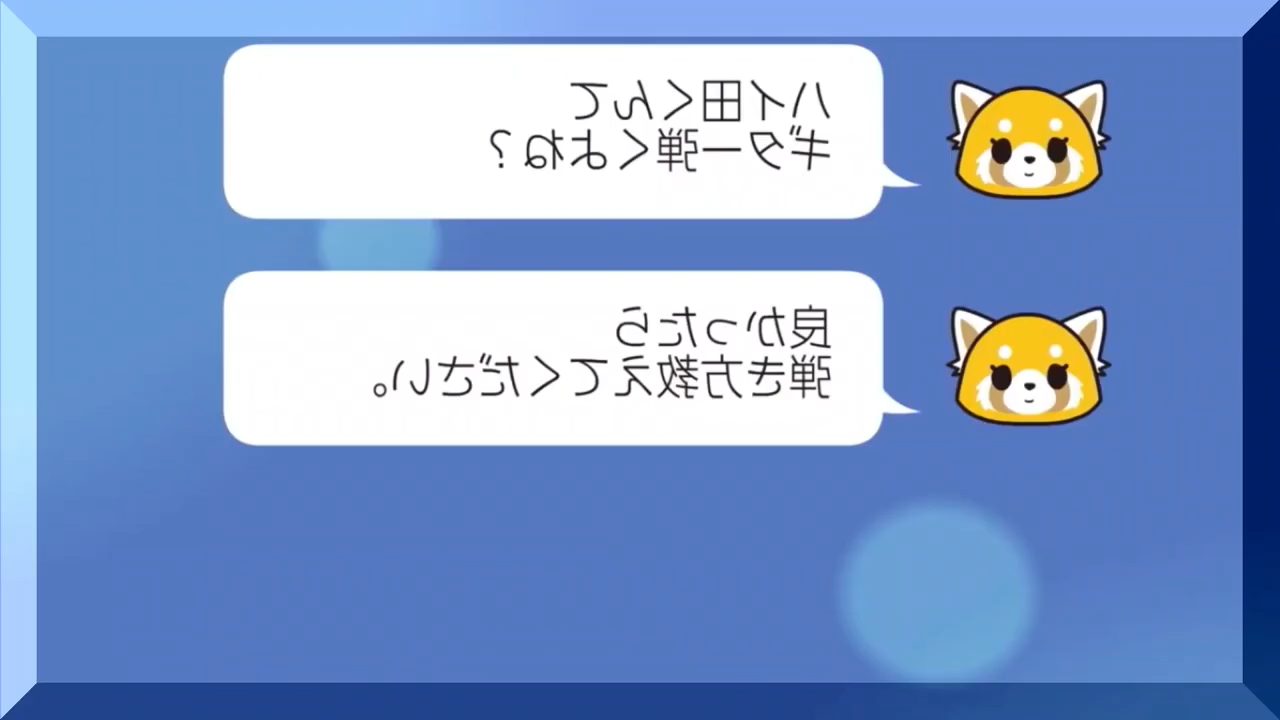 ハイ田くんて
ギター弾くよね？
良かったら
弾き方教えてください。